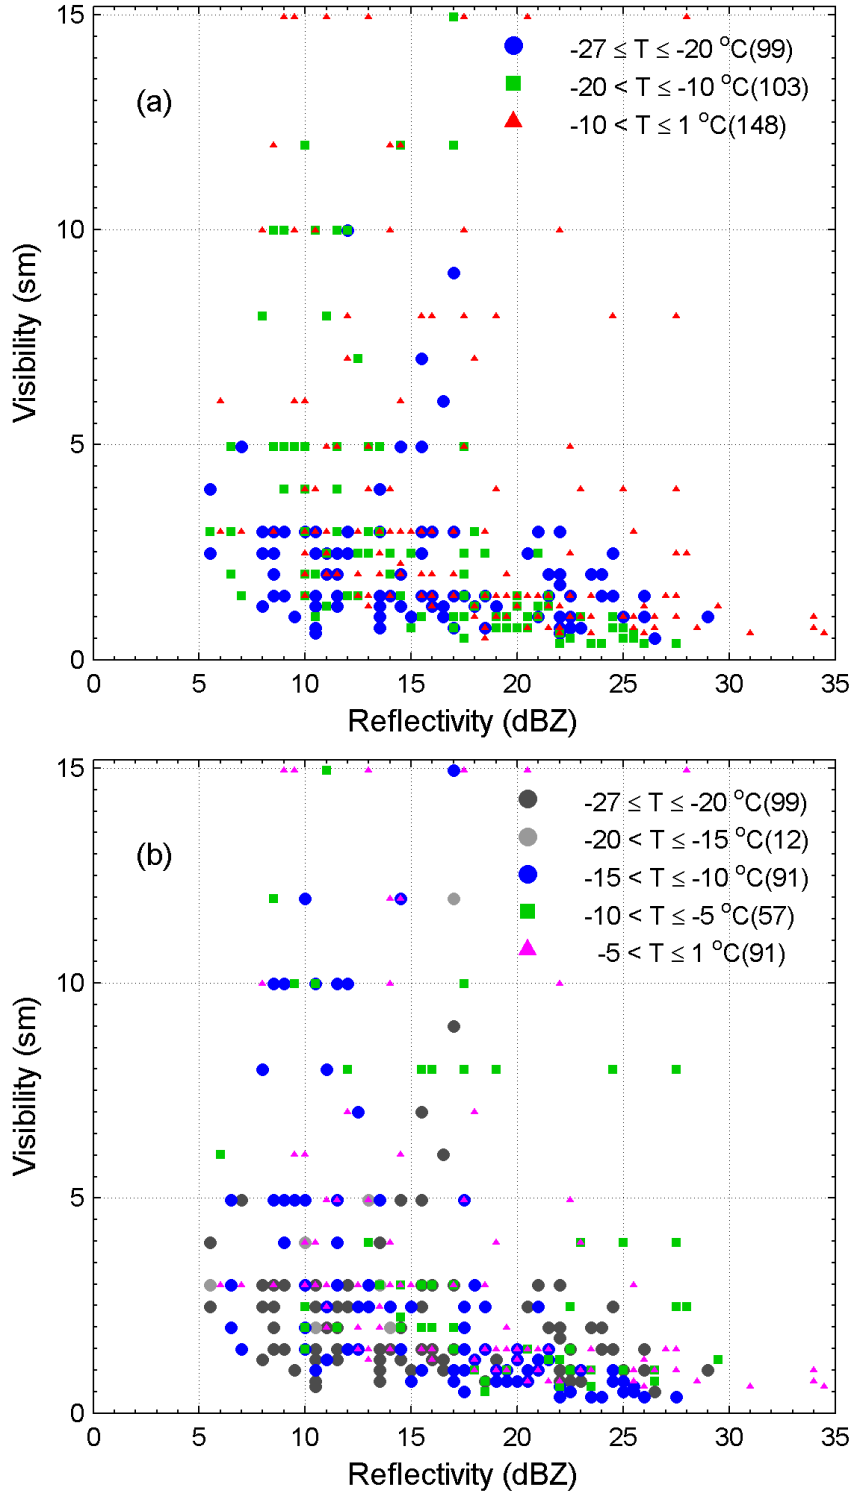 15
-27 ≤ T ≤ -20 °C(99)
-20 < T ≤ -10 °C(103)
-10 < T ≤ 1 °C(148)
(a)
10
5
0
Visibility (sm)
0 5 10 15 20 25 30 35
Reflectivity (dBZ)
15
-27 ≤ T ≤ -20 °C(99)
-20 < T ≤ -15 °C(12)
-15 < T ≤ -10 °C(91)
-10 < T ≤ -5 °C(57)
-5 < T ≤ 1 °C(91)
(b)
10
5
0
Visibility (sm)
0 5 10 15 20 25 30 35
Reflectivity (dBZ)